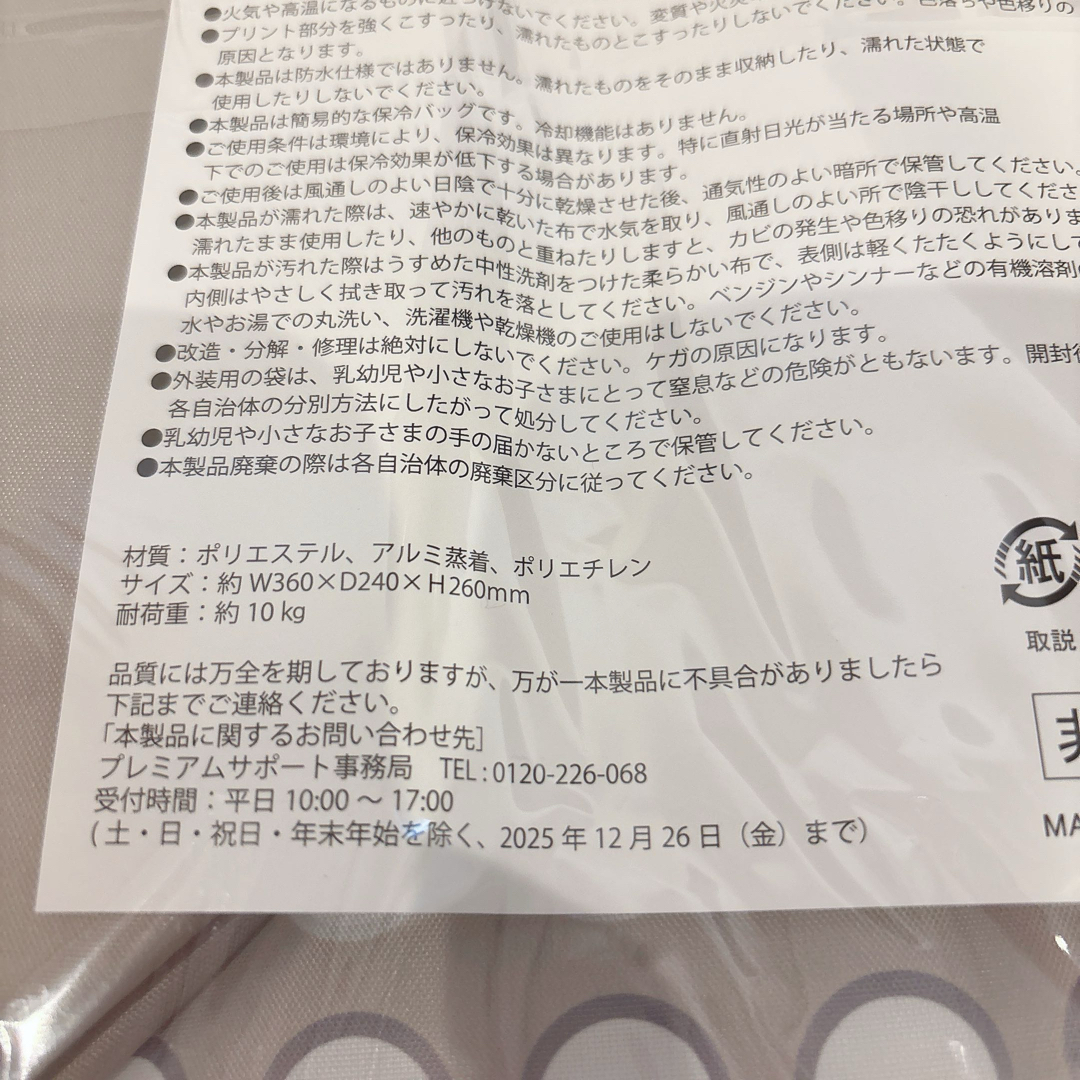 ●火気や高温になるものに近づけないでください。変質や火災
●プリント部分を強くこすったり、濡れたものとこすったりしないでください。色落ちや色移りの
原因となります。
●本製品は防水仕様ではありません。濡れたものをそのまま収納したり、濡れた状態で
使用したりしないでください。
●本製品は簡易的な保冷バッグです。冷却機能はありません。
●ご使用条件は環境により、保冷効果は異なります。特に直射日光が当たる場所や高温
下でのご使用は保冷効果が低下する場合があります。
●ご使用後は風通しのよい日陰で十分に乾燥させた後、通気性のよい暗所で保管してください。
●本製品が濡れた際は、速やかに乾いた布で水気を取り、風通しのよい所で陰干ししてくださ
濡れたまま使用したり、他のものと重ねたりしますと、カビの発生や色移りの恐れがありま
●本製品が汚れた際はうすめた中性洗剤をつけた柔らかい布で、表側は軽くたたくようにして
内側はやさしく拭き取って汚れを落としてください。ベンジンやシンナーなどの有機溶剤の
水やお湯での丸洗い、洗濯機や乾燥機のご使用はしないでください。
●改造・分解・修理は絶対にしないでください。ケガの原因になります。
●外装用の袋は、乳幼児や小さなお子さまにとって窒息などの危険がともないます。開封後
各自治体の分別方法にしたがって処分してください。
●乳幼児や小さなお子さまの手の届かないところで保管してください。
●本製品廃棄の際は各自治体の廃棄区分に従ってください。
材質：ポリエステル、アルミ蒸着、ポリエチレン
サイズ：約 W360×D240×H260mm
耐荷重：約 10 kg
紙
取説
品質には万全を期しておりますが、万が一本製品に不具合がありましたら
下記までご連絡ください。
「本製品に関するお問い合わせ先]
プレミアムサポート事務局 TEL：0120-226-068
受付時間：平日 10:00 〜 17:00
(土・日・祝日・年末年始を除く、2025 年 12 月 26 日（金）まで）
非
MA